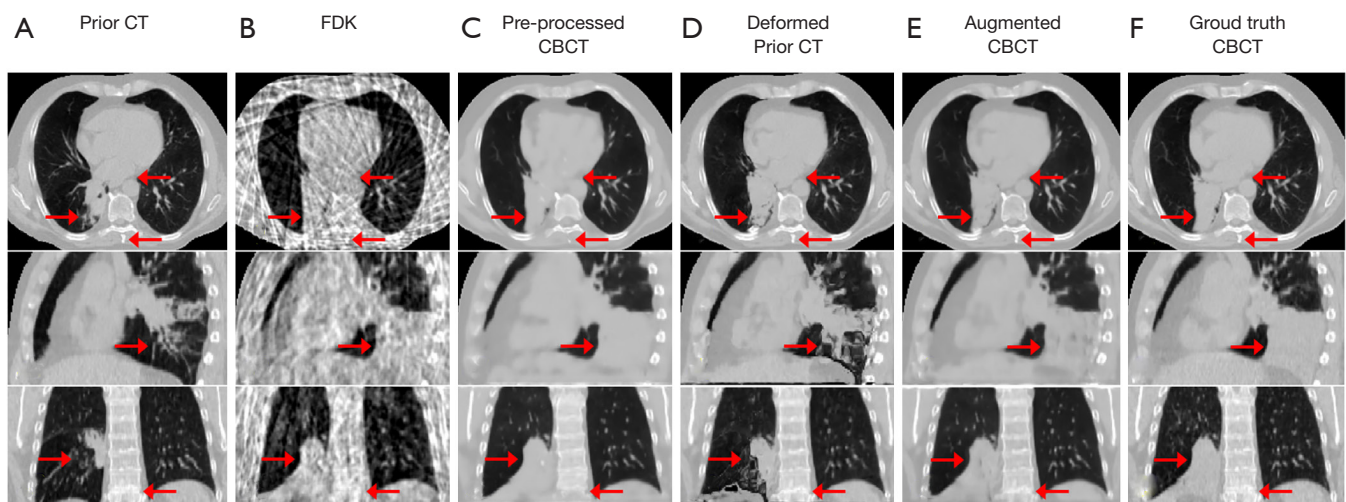 A Prior CT
B FDK
C Pre-processed CBCT
D Deformed Prior CT
E Augmented CBCT
F Groud truth CBCT